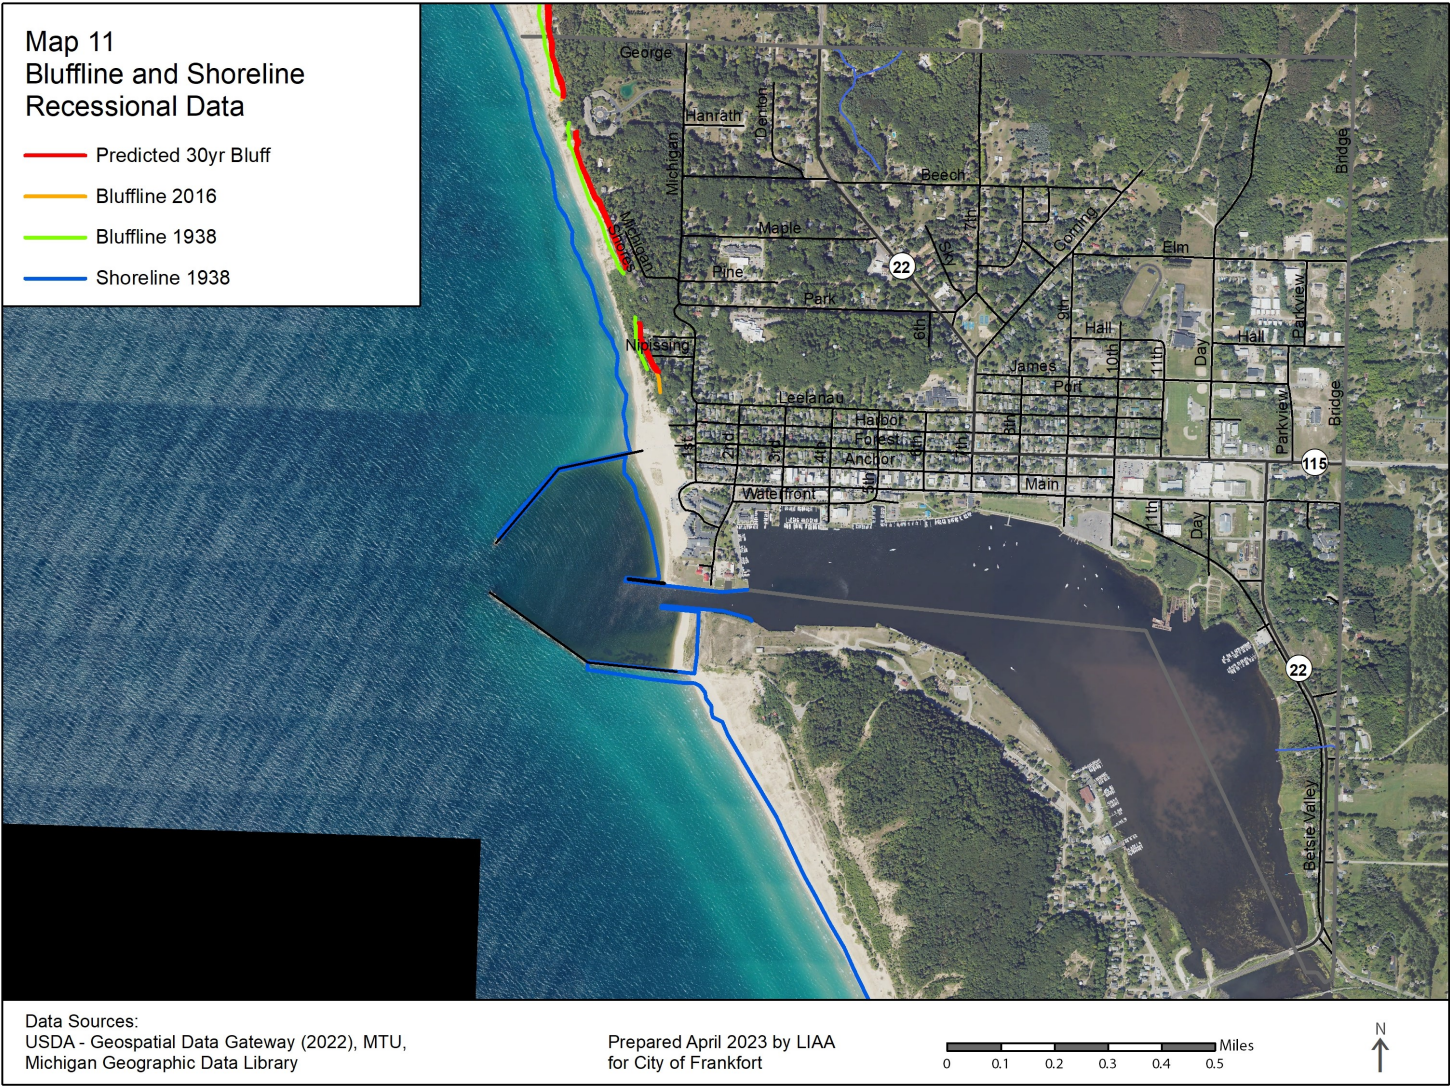 Map 11
Bluffline and Shoreline
Recessional Data
Predicted 30yr Bluff
Bluffline 2016
Bluffline 1938
Shoreline 1938
George
Hanrath
Denton
Michigan
Bridge
Beech
7th
Corning
Michigan
Shores
Maple
Elm
22
Pine
Park
9th
Parkview
6th
Hall
Hall
Nipissing
10th
11th
Day
James
Port
Leelanau
Parkview
Bridge
Harbor
8th
Forest
1st
2nd
3rd
4th
6th
7th
Anchor
115
Main
5th
Waterfront
11th
Day
22
Betsie Valley
Data Sources:
USDA - Geospatial Data Gateway (2022), MTU,
Michigan Geographic Data Library
Prepared April 2023 by LIAA
for City of Frankfort
Miles
0 0.1 0.2 0.3 0.4 0.5
N